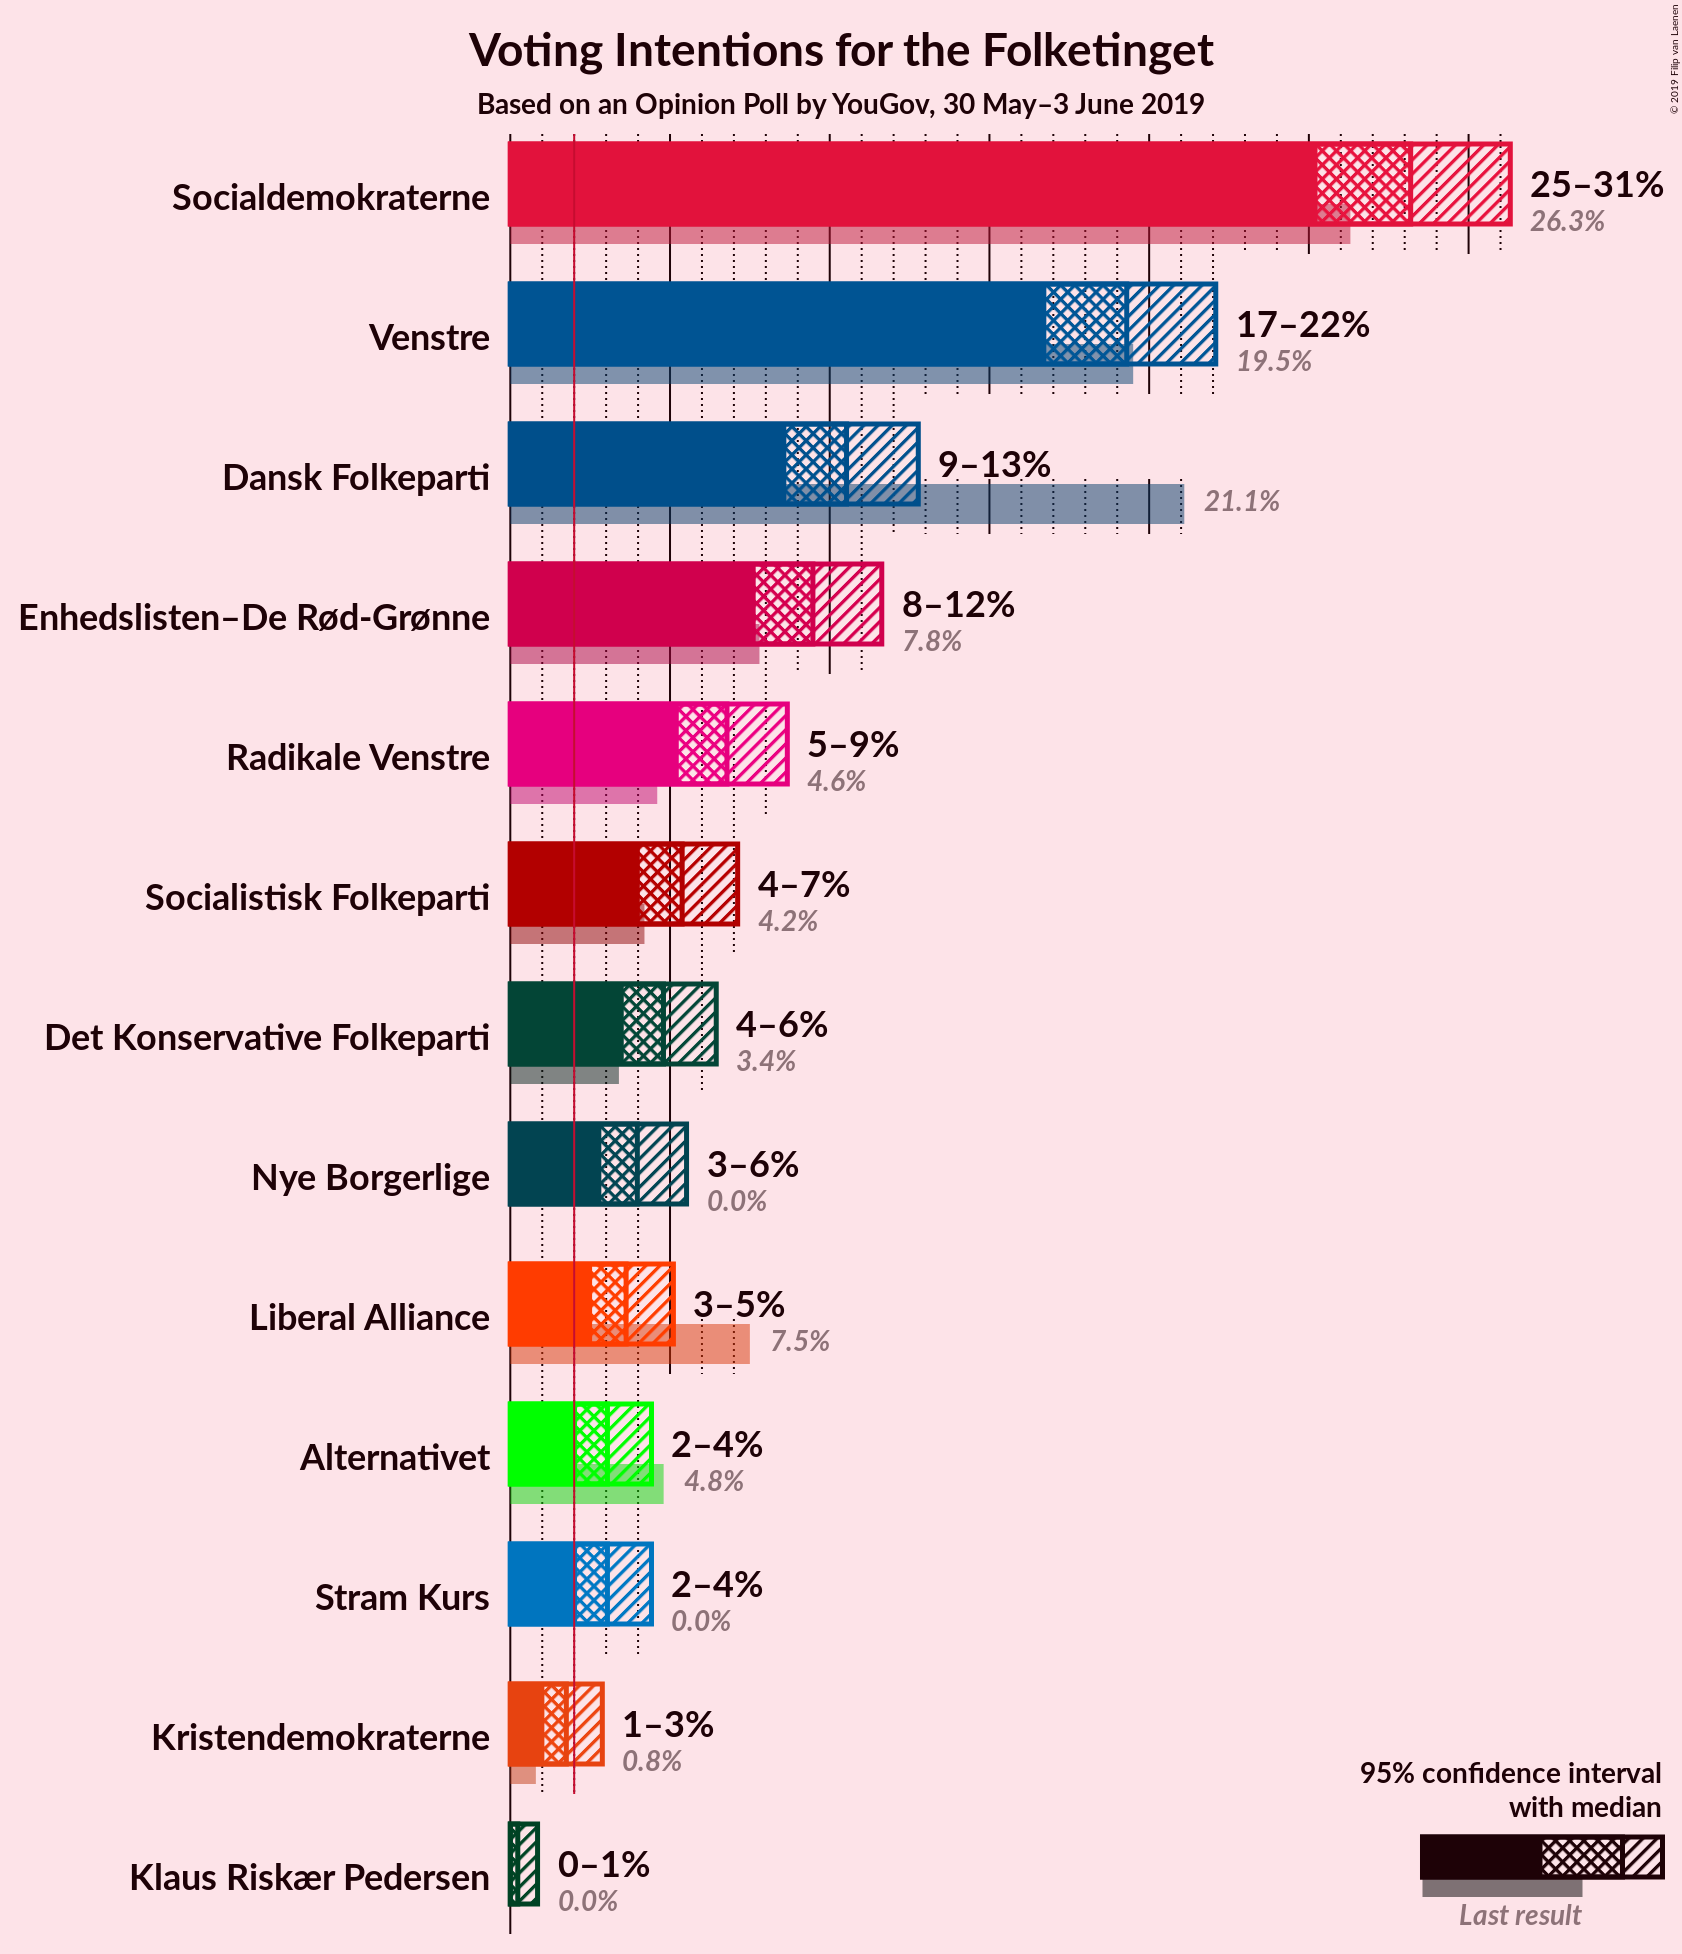 Voting Intentions for the Folketinget
Based on an Opinion Poll by YouGov, 30 May–3 June 2019
© 2019 Filip van Laenen
Socialdemokraterne
25–31%
26.3%
Venstre
17–22%
19.5%
Dansk Folkeparti
9–13%
21.1%
Enhedslisten–De Rød-Grønne
8–12%
7.8%
Radikale Venstre
5–9%
4.6%
Socialistisk Folkeparti
4–7%
4.2%
Det Konservative Folkeparti
4–6%
3.4%
Nye Borgerlige
3–6%
0.0%
Liberal Alliance
3–5%
7.5%
Alternativet
2–4%
4.8%
Stram Kurs
2–4%
0.0%
Kristendemokraterne
1–3%
0.8%
Klaus Riskær Pedersen
0–1%
0.0%
95% confidence interval
with median
Last result